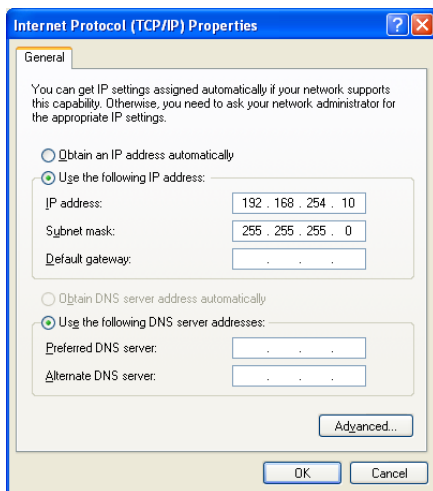 Internet Protocol (TCP/IP) Properties
General
You can get IP settings assigned automatically if your network supports
this capability. Otherwise, you need to ask your network administrator for
the appropriate IP settings.
Obtain an IP address automatically
Use the following IP address:
IP address: 192 . 168 . 254 . 10
Subnet mask: 255 . 255 . 255 . 0
Default gateway: . . .
Obtain DNS server address automatically
Use the following DNS server addresses:
Preferred DNS server: . . .
Alternate DNS server: . . .
Advanced...
OK Cancel